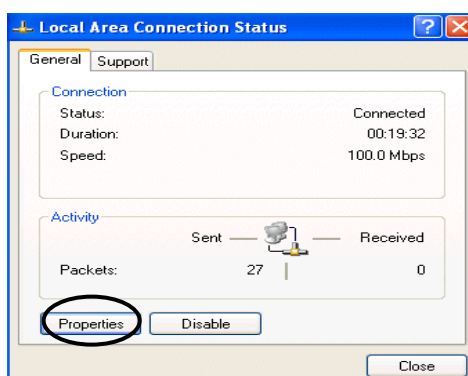 Local Area Connection Status
General Support
Connection
Status: Connected
Duration: 00:19:32
Speed: 100.0 Mbps
Activity
Sent Received
Packets: 27 0
Properties Disable
Close